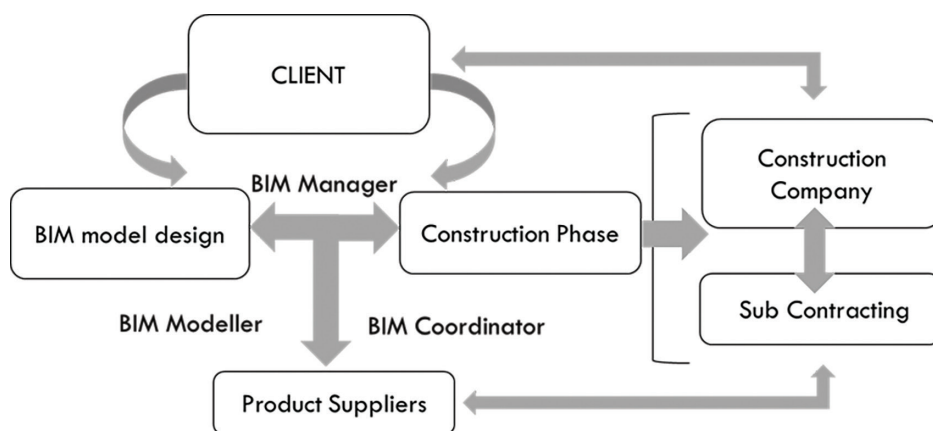 CLIENT
Construction
Company
BIM Manager
BIM model design
Construction Phase
Sub Contracting
BIM Modeller
BIM Coordinator
Product Suppliers